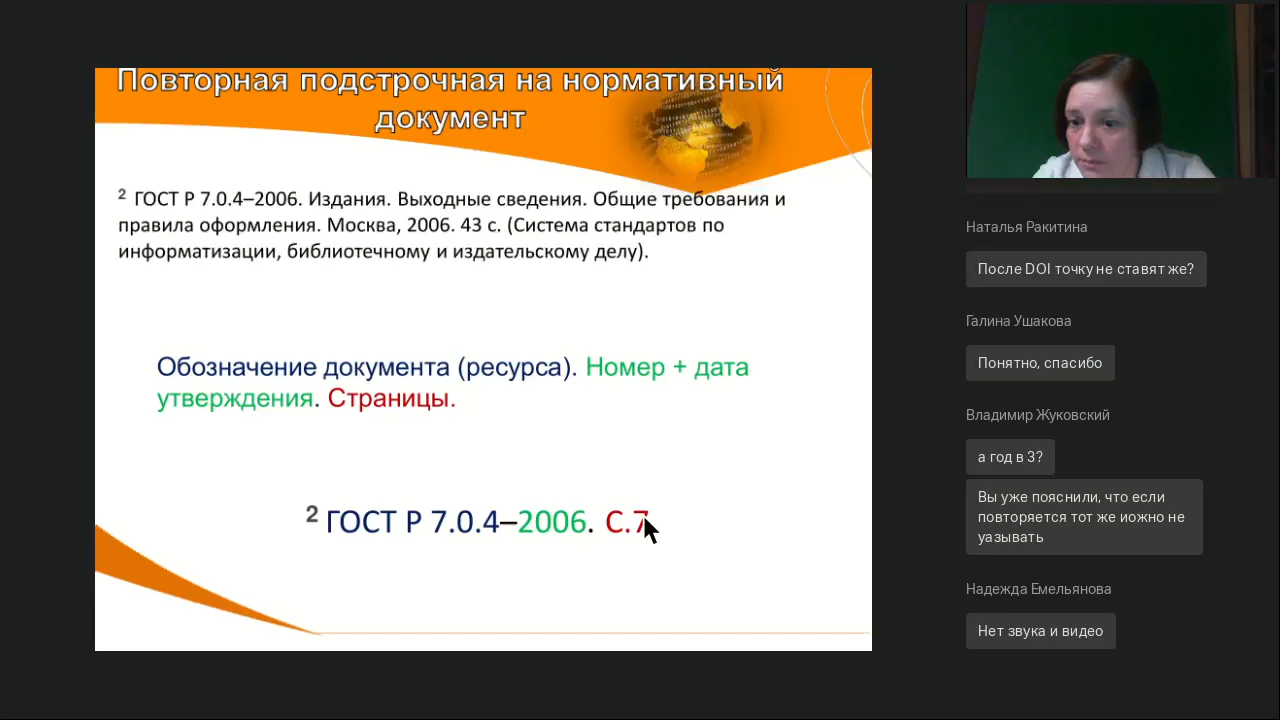 Повторная подстрочная на нормативный
документ
2 ГОСТ Р 7.0.4–2006. Издания. Выходные сведения. Общие требования и
правила оформления. Москва, 2006. 43 с. (Система стандартов по
информатизации, библиотечному и издательскому делу).
Обозначение документа (ресурса). Номер + дата
утверждения. Страницы.
2 ГОСТ Р 7.0.4–2006. С.7
Наталья Ракитина
После DOI точку не ставят же?
Галина Ушакова
Понятно, спасибо
Владимир Жуковский
а год в 3?
Вы уже пояснили, что если
повторяется тот же иожно не
уазывать
Надежда Емельянова
Нет звука и видео